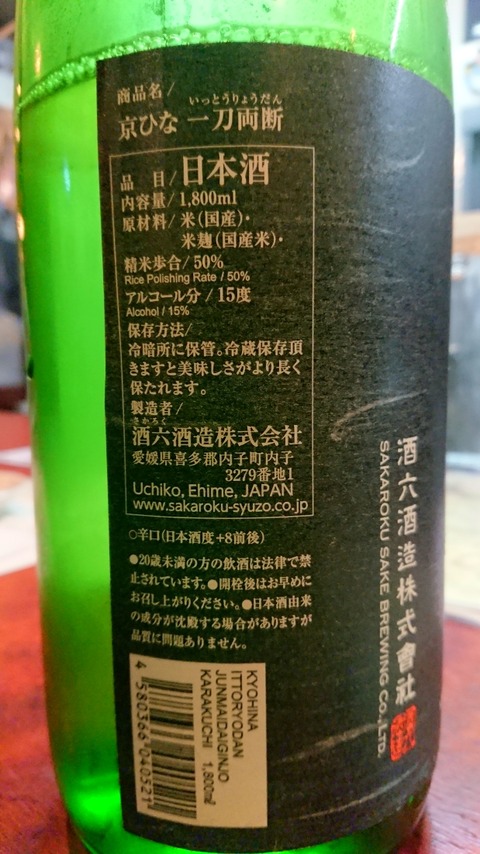 商品名/
いっとうりょうだん
京ひな 一刀両断
品　目/日本酒
内容量/1,800ml
原材料/米(国産)・
米麹(国産米)・
精米歩合/50%
Rice Polishing Rate / 50%
アルコール分/15度
Alcohol / 15%
保存方法/
冷暗所に保管。冷蔵保存頂
きますと美味しさがより長く
保たれます。
製造者/
さかろく
酒六酒造株式会社
愛媛県喜多郡内子町内子
3279番地1
Uchiko, Ehime, JAPAN
www.sakaroku-syuzo.co.jp
○辛口(日本酒度+8前後)
●20歳未満の方の飲酒は法律で禁
止されています。●開栓後はお早めに
お召し上がりください。●日本酒由来
の成分が沈殿する場合がありますが
品質に問題ありません。
KYOHINA
ITTORYODAN
JUNMAIDAIGINJO
KARAKUCHI 1,800ml
4 580366 040521
酒六酒造株式會社
SAKAROKU SAKE BREWING CO.,LTD.